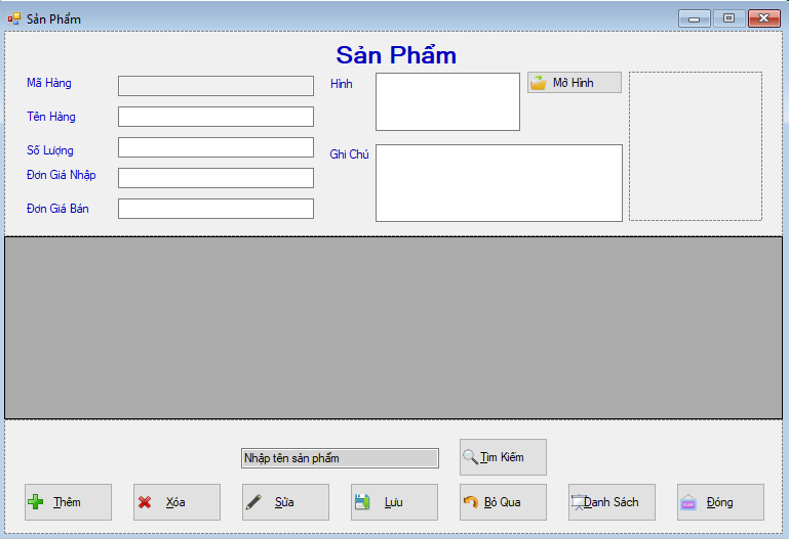 Sản Phẩm
Sản Phẩm
Mã Hàng
Hình
Mở Hình
Tên Hàng
Số Lượng
Ghi Chú
Đơn Giá Nhập
Đơn Giá Bán
Nhập tên sản phẩm
Tìm Kiếm
Thêm
Xóa
Sửa
Lưu
Bỏ Qua
Danh Sách
Đóng